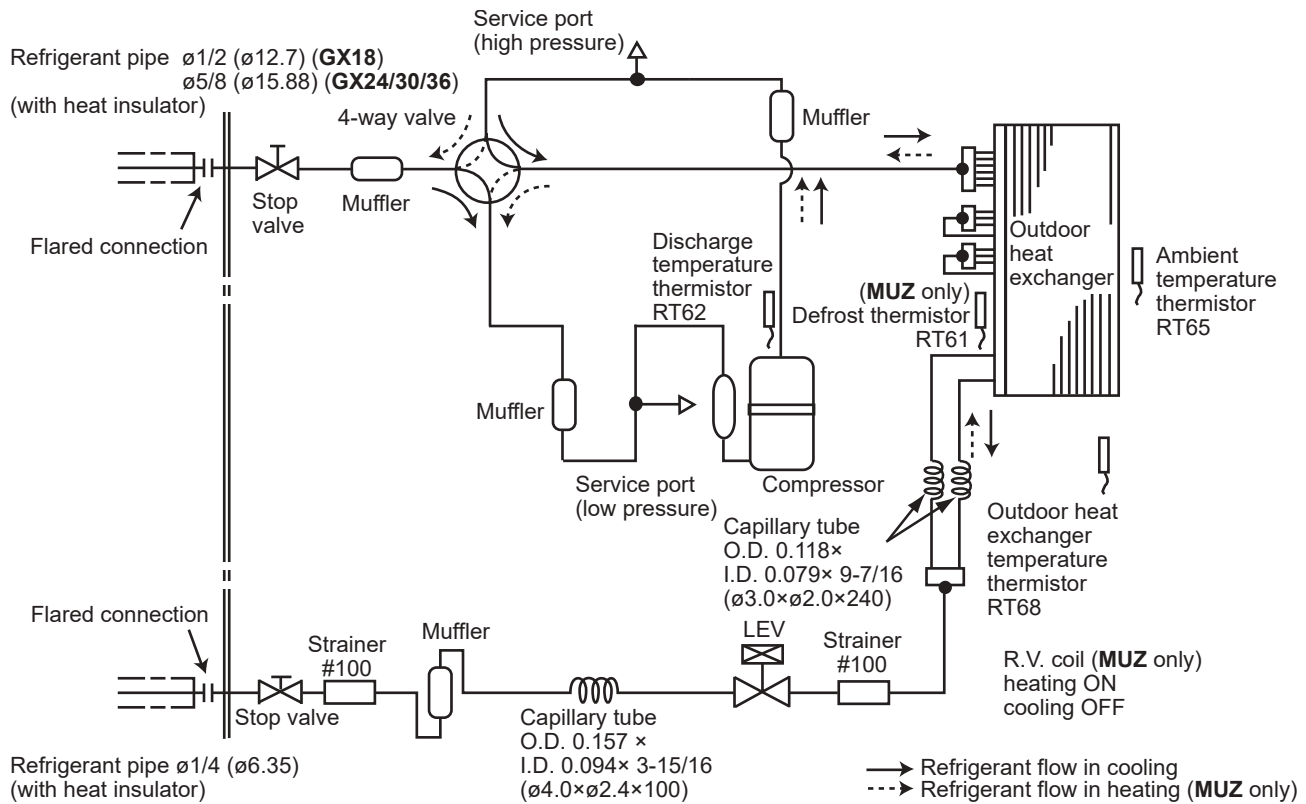 Service port
(high pressure)
Refrigerant pipe ø1/2 (ø12.7) (GX18)
ø5/8 (ø15.88) (GX24/30/36)
(with heat insulator)
4-way valve
Muffler
Stop
valve
Muffler
Flared connection
Discharge
temperature
thermistor
RT62
(MUZ only)
Defrost thermistor
RT61
Outdoor
heat
exchanger
Ambient
temperature
thermistor
RT65
Muffler
Service port
(low pressure)
Compressor
Capillary tube
O.D. 0.118×
I.D. 0.079× 9-7/16
(ø3.0×ø2.0×240)
Outdoor heat
exchanger
temperature
thermistor
RT68
Flared connection
Strainer
#100
Muffler
LEV
Strainer
#100
R.V. coil (MUZ only)
heating ON
cooling OFF
Stop valve
Capillary tube
O.D. 0.157 ×
I.D. 0.094× 3-15/16
(ø4.0×ø2.4×100)
Refrigerant pipe ø1/4 (ø6.35)
(with heat insulator)
Refrigerant flow in cooling
Refrigerant flow in heating (MUZ only)